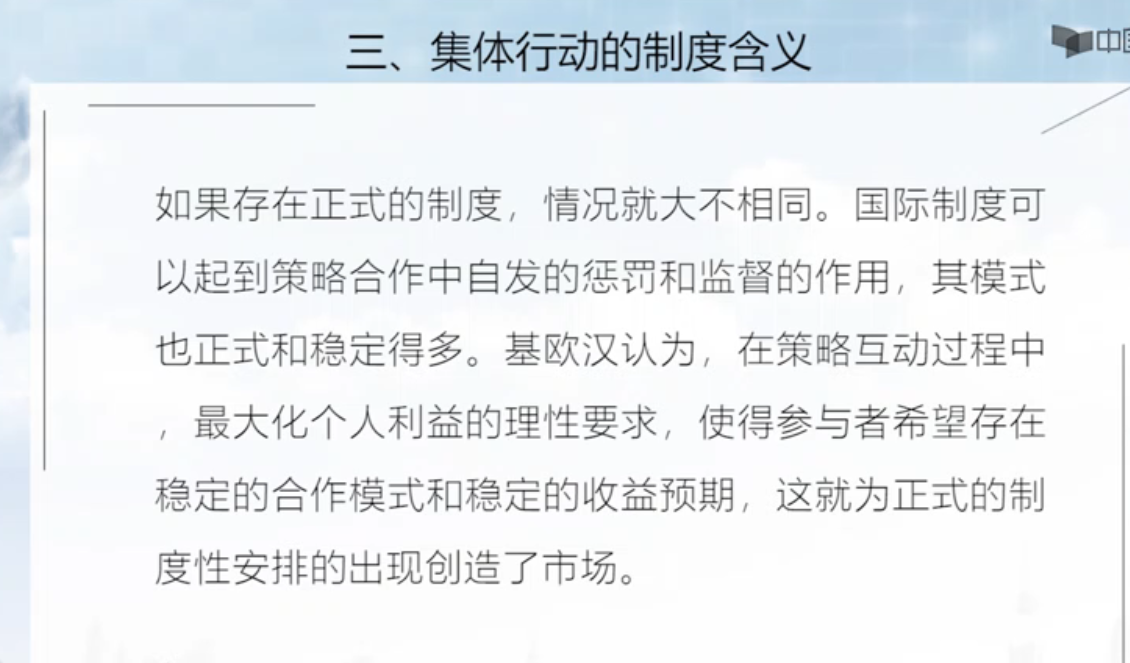 三、集体行动的制度含义
中国
如果存在正式的制度，情况就大不相同。国际制度可
以起到策略合作中自发的惩罚和监督的作用，其模式
也正式和稳定得多。基欧汉认为，在策略互动过程中
，最大化个人利益的理性要求，使得参与者希望存在
稳定的合作模式和稳定的收益预期，这就为正式的制
度性安排的出现创造了市场。